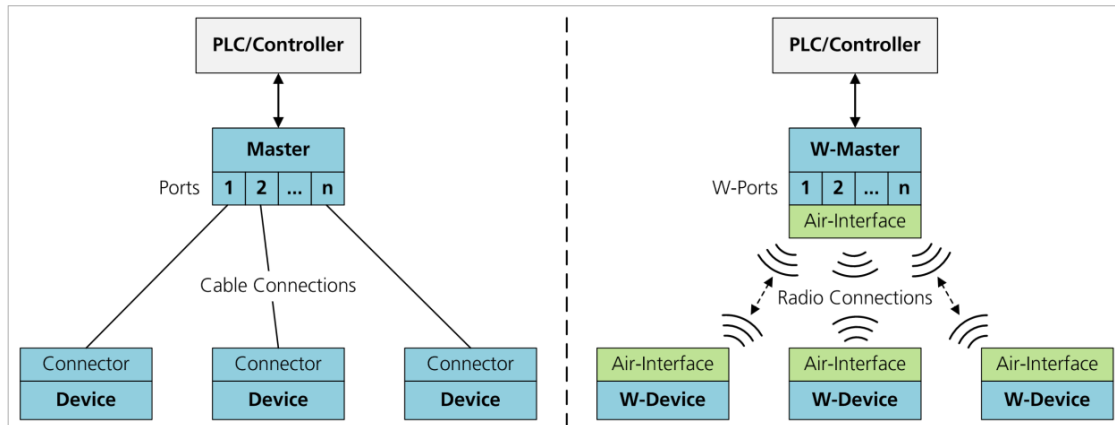 PLC/Controller
Master
Ports
1 2 ... n
Cable Connections
Connector
Device
Connector
Device
Connector
Device
PLC/Controller
W-Master
W-Ports
1 2 ... n
Air-Interface
Radio Connections
Air-Interface
W-Device
Air-Interface
W-Device
Air-Interface
W-Device